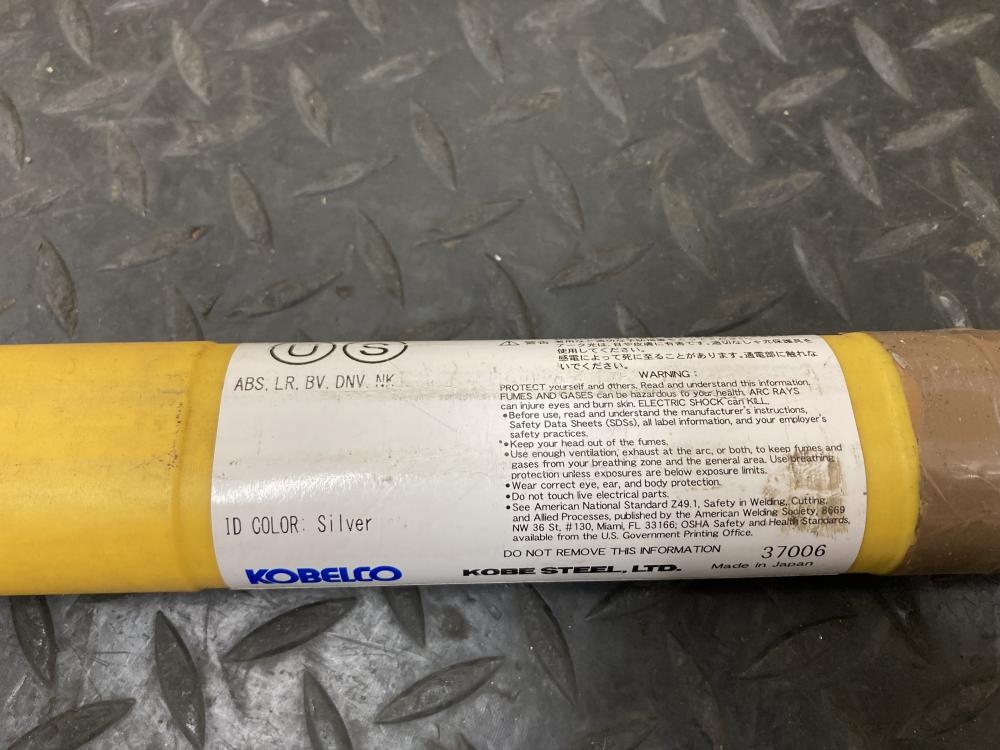 U S
ABS, LR, BV, DNV, NK
ID COLOR: Silver
KOBELCO
⚠ 警告
使用してください。
感電によって死に至ることがあります。通電部に触れな
いでください。
WARNING:
PROTECT yourself and others. Read and understand this information.
FUMES AND GASES can be hazardous to your health. ARC RAYS
can injure eyes and burn skin. ELECTRIC SHOCK can KILL.
•Before use, read and understand the manufacturer's instructions,
Safety Data Sheets (SDSs), all label information, and your employer's
safety practices.
•Keep your head out of the fumes.
•Use enough ventilation, exhaust at the arc, or both, to keep fumes and
gases from your breathing zone and the general area. Use breathing
protection unless exposures are below exposure limits.
•Wear correct eye, ear, and body protection.
•Do not touch live electrical parts.
•See American National Standard Z49.1, Safety in Welding, Cutting,
and Allied Processes, published by the American Welding Society, 8669
NW 36 St, #130, Miami, FL 33166; OSHA Safety and Health Standards,
available from the U.S. Government Printing Office.
DO NOT REMOVE THIS INFORMATION 37006
KOBE STEEL, LTD. Made in Japan